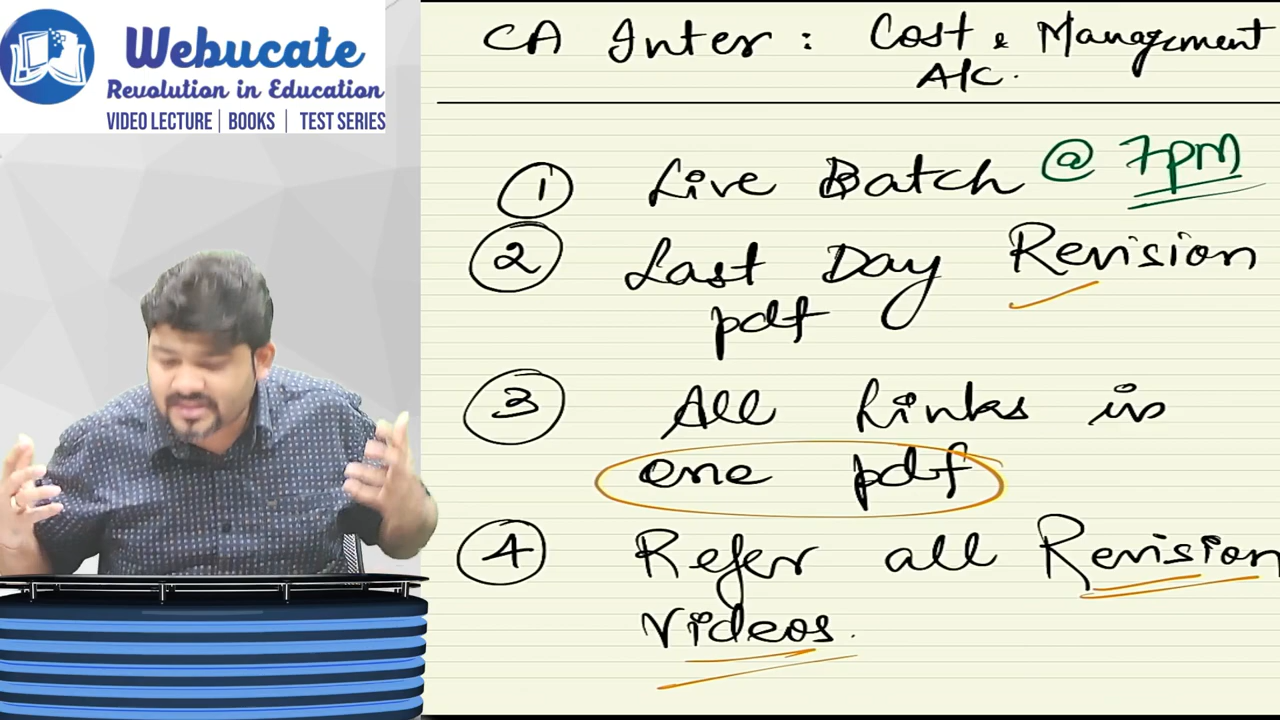 Webucate
Revolution in Education
VIDEO LECTURE | BOOKS | TEST SERIES
CA Inter : Cost & Management
A/C.
1 Live Batch @ 7pm
2 Last Day Revision
pdf
3 All Links in
one pdf
4 Refer all Revision
Videos.